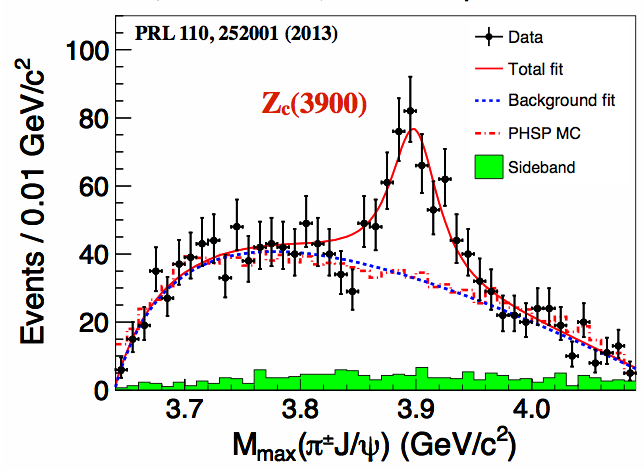 PRL 110, 252001 (2013)
Zc(3900)
Data
Total fit
Background fit
PHSP MC
Sideband
Events / 0.01 GeV/c²
100
80
60
40
20
0
3.7 3.8 3.9 4.0
Mmax(π±J/ψ) (GeV/c²)